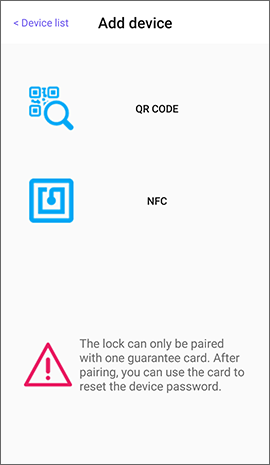 < Device list Add device
QR CODE
NFC
The lock can only be paired
with one guarantee card. After
pairing, you can use the card to
reset the device password.